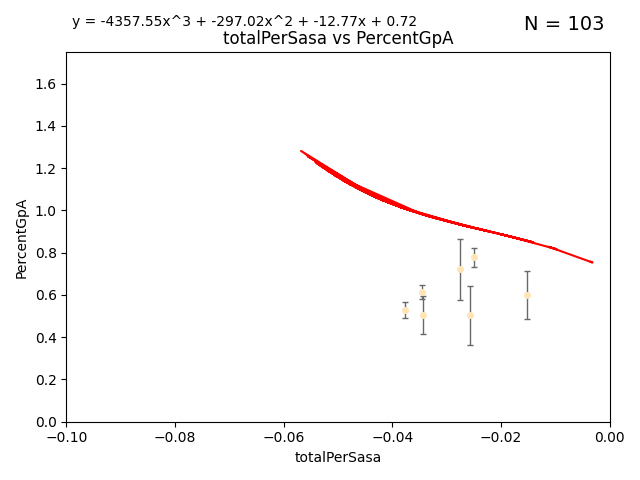 y = -4357.55x^3 + -297.02x^2 + -12.77x + 0.72
N = 103
totalPerSasa vs PercentGpA
1.6
1.4
1.2
1.0
0.8
0.6
0.4
0.2
0.0
PercentGpA
−0.10 −0.08 −0.06 −0.04 −0.02 0.00
totalPerSasa